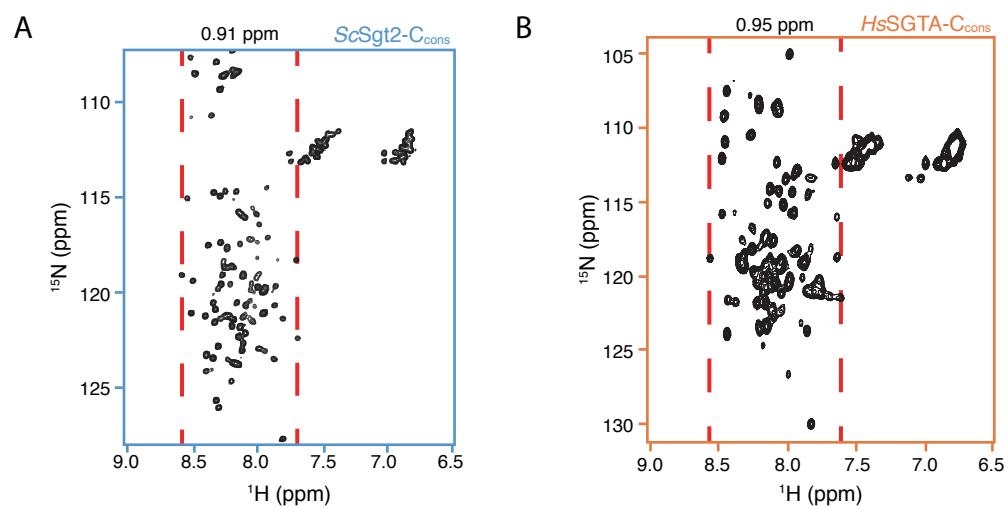 A
0.91 ppm
ScSgt2-Ccons
110
115
120
125
15N (ppm)
9.0 8.5 8.0 7.5 7.0 6.5
1H (ppm)
B
0.95 ppm
HsSGTA-Ccons
105
110
115
120
125
130
15N (ppm)
9.0 8.5 8.0 7.5 7.0 6.5
1H (ppm)